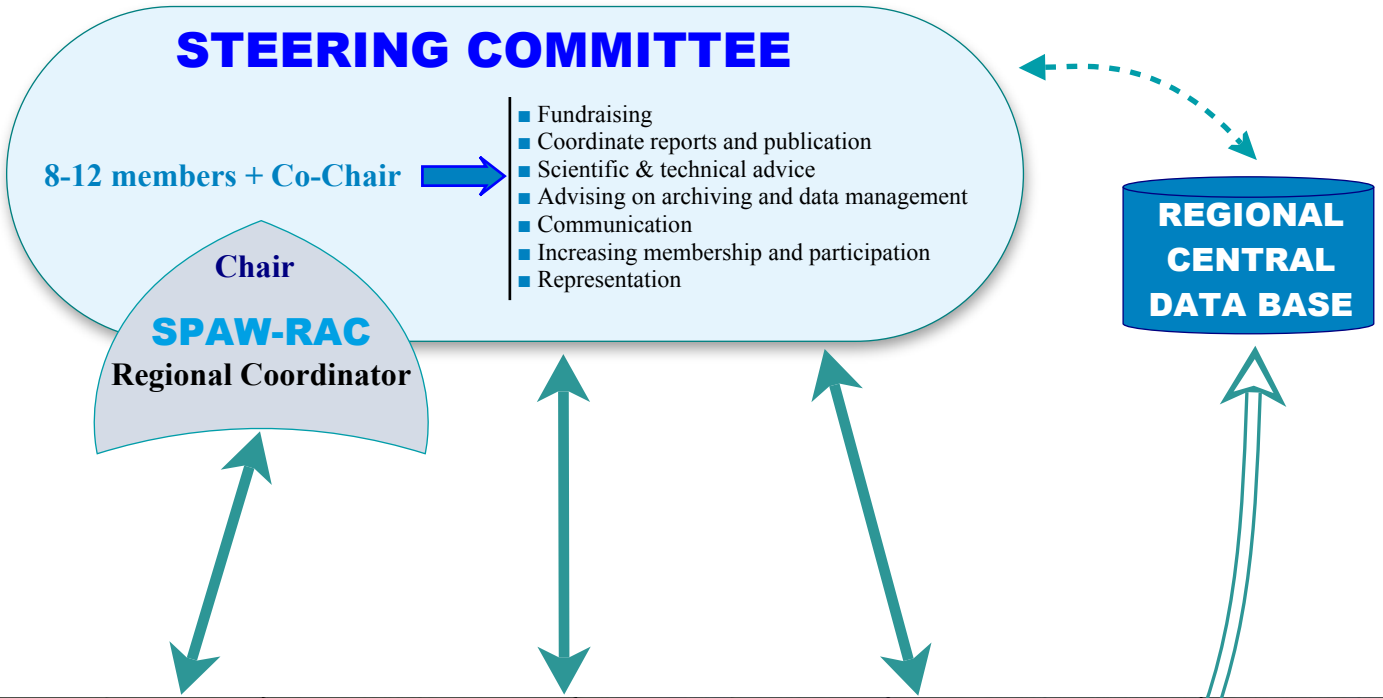 STEERING COMMITTEE
8-12 members + Co-Chair
■ Fundraising
■ Coordinate reports and publication
■ Scientific & technical advice
■ Advising on archiving and data management
■ Communication
■ Increasing membership and participation
■ Representation
Chair
SPAW-RAC
Regional Coordinator
REGIONAL
CENTRAL
DATA BASE